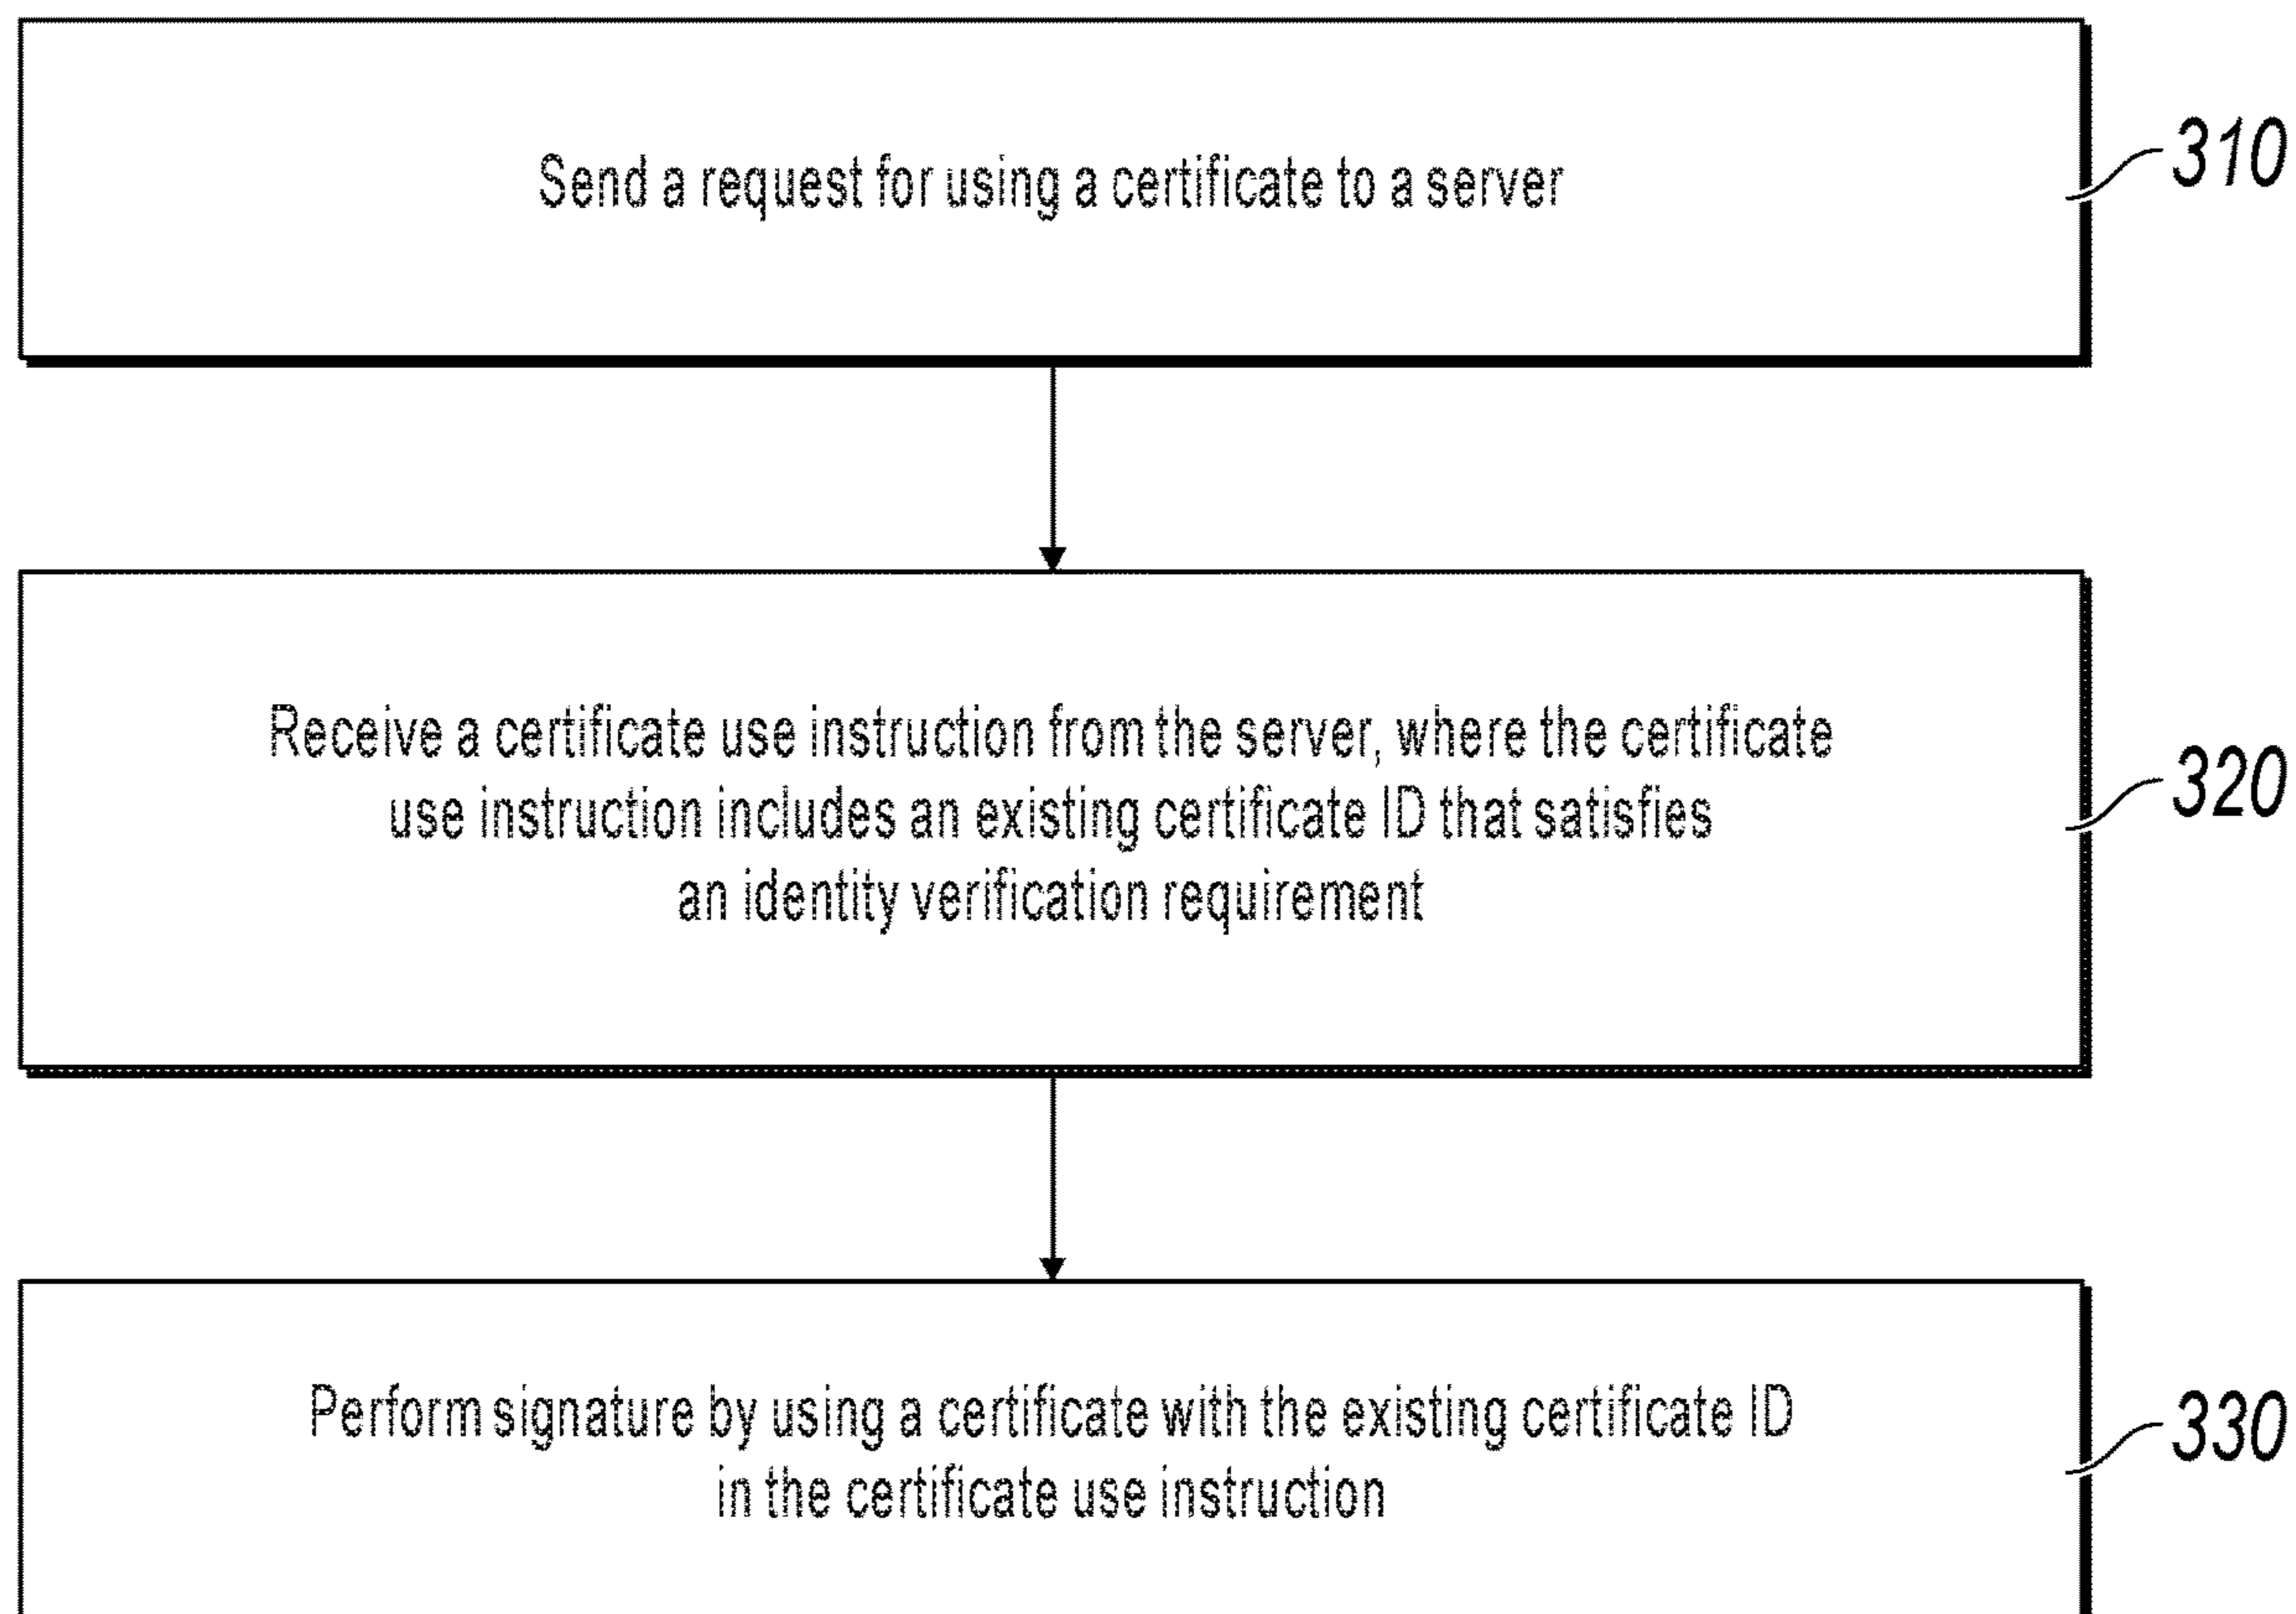 Send a request for using a certificate to a server
310
Receive a certificate use instruction from the server, where the certificate
use instruction includes an existing certificate ID that satisfies
an identity verification requirement
320
Perform signature by using a certificate with the existing certificate ID
in the certificate use instruction
330